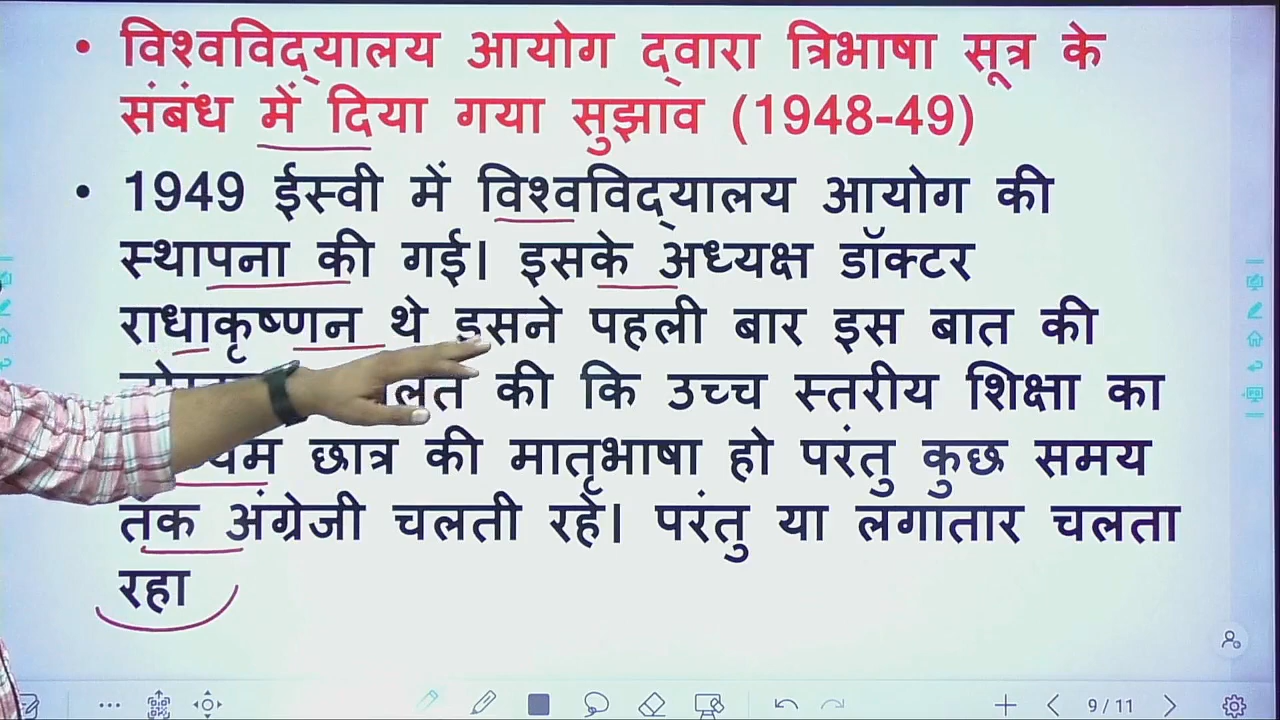 विश्वविद्यालय आयोग द्वारा त्रिभाषा सूत्र के
संबंध में दिया गया सुझाव (1948-49)
1949 ईस्वी में विश्वविद्यालय आयोग की
स्थापना की गई। इसके अध्यक्ष डॉक्टर
राधाकृष्णन थे इसने पहली बार इस बात की
की कि उच्च स्तरीय शिक्षा का
छात्र की मातृभाषा हो परंतु कुछ समय
तक अंग्रेजी चलती रहे। परंतु या लगातार चलता
रहा
9/11